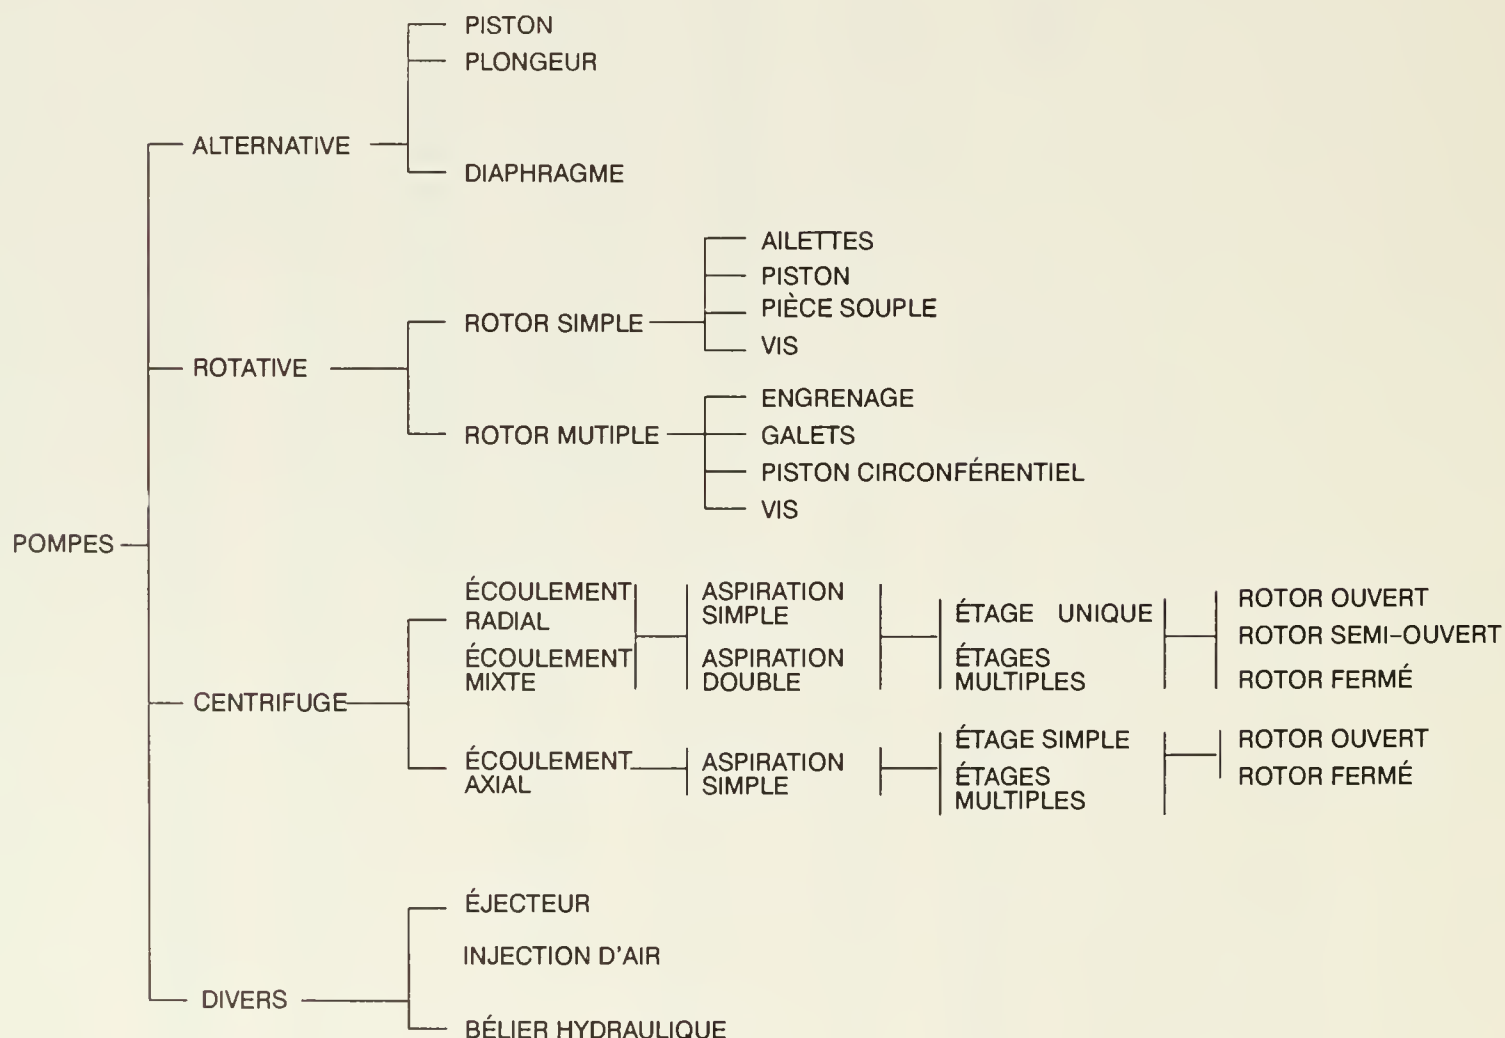 PISTON
PLONGEUR
ALTERNATIVE
DIAPHRAGME
AILETTES
PISTON
PIÈCE SOUPLE
ROTOR SIMPLE
VIS
ROTATIVE
ENGRENAGE
ROTOR MUTIPLE
GALETS
PISTON CIRCONFÉRENTIEL
VIS
POMPES
ÉCOULEMENT
RADIAL
ÉCOULEMENT
MIXTE
ASPIRATION
SIMPLE
ASPIRATION
DOUBLE
ÉTAGE UNIQUE
ÉTAGES
MULTIPLES
ROTOR OUVERT
ROTOR SEMI-OUVERT
ROTOR FERMÉ
CENTRIFUGE
ÉCOULEMENT
AXIAL
ASPIRATION
SIMPLE
ÉTAGE SIMPLE
ÉTAGES
MULTIPLES
ROTOR OUVERT
ROTOR FERMÉ
ÉJECTEUR
INJECTION D'AIR
DIVERS
BÉLIER HYDRAULIQUE